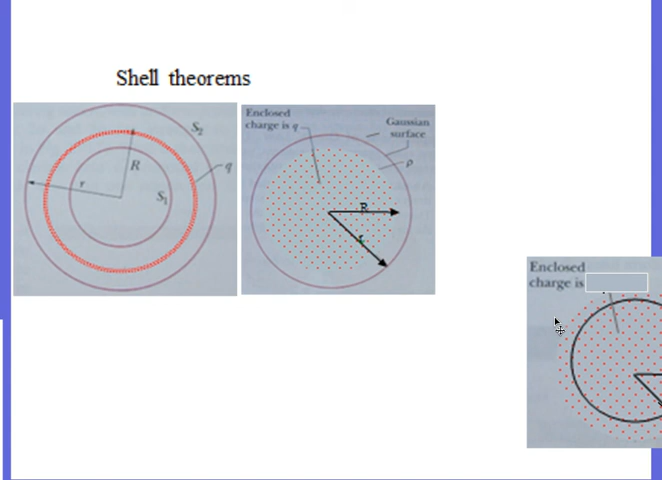 Shell theorems
S₂
R
q
r
S₁
Enclosed
charge is q
Gaussian
surface
ρ
R
r
Enclosed
charge is